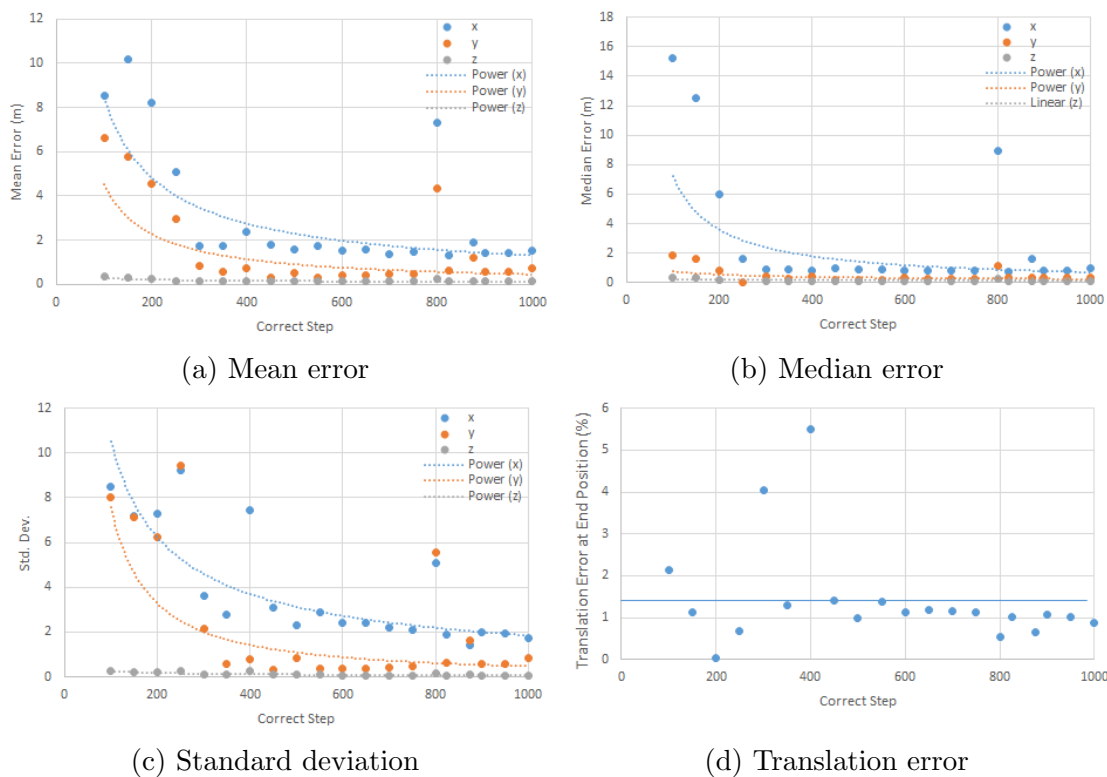 12
10
8
6
4
2
0
Mean Error (m)
0
200
400
600
800
1000
Correct Step
x
y
z
Power (x)
Power (y)
Power (z)
(a) Mean error
18
16
14
12
10
8
6
4
2
0
Median Error (m)
0
200
400
600
800
1000
Correct Step
x
y
z
Power (x)
Power (y)
Linear (z)
(b) Median error
12
10
8
6
4
2
0
Std. Dev.
0
200
400
600
800
1000
Correct Step
x
y
z
Power (x)
Power (y)
Power (z)
(c) Standard deviation
6
5
4
3
2
1
0
Translation Error at End Position (%)
0
200
400
600
800
1000
Correct Step
(d) Translation error